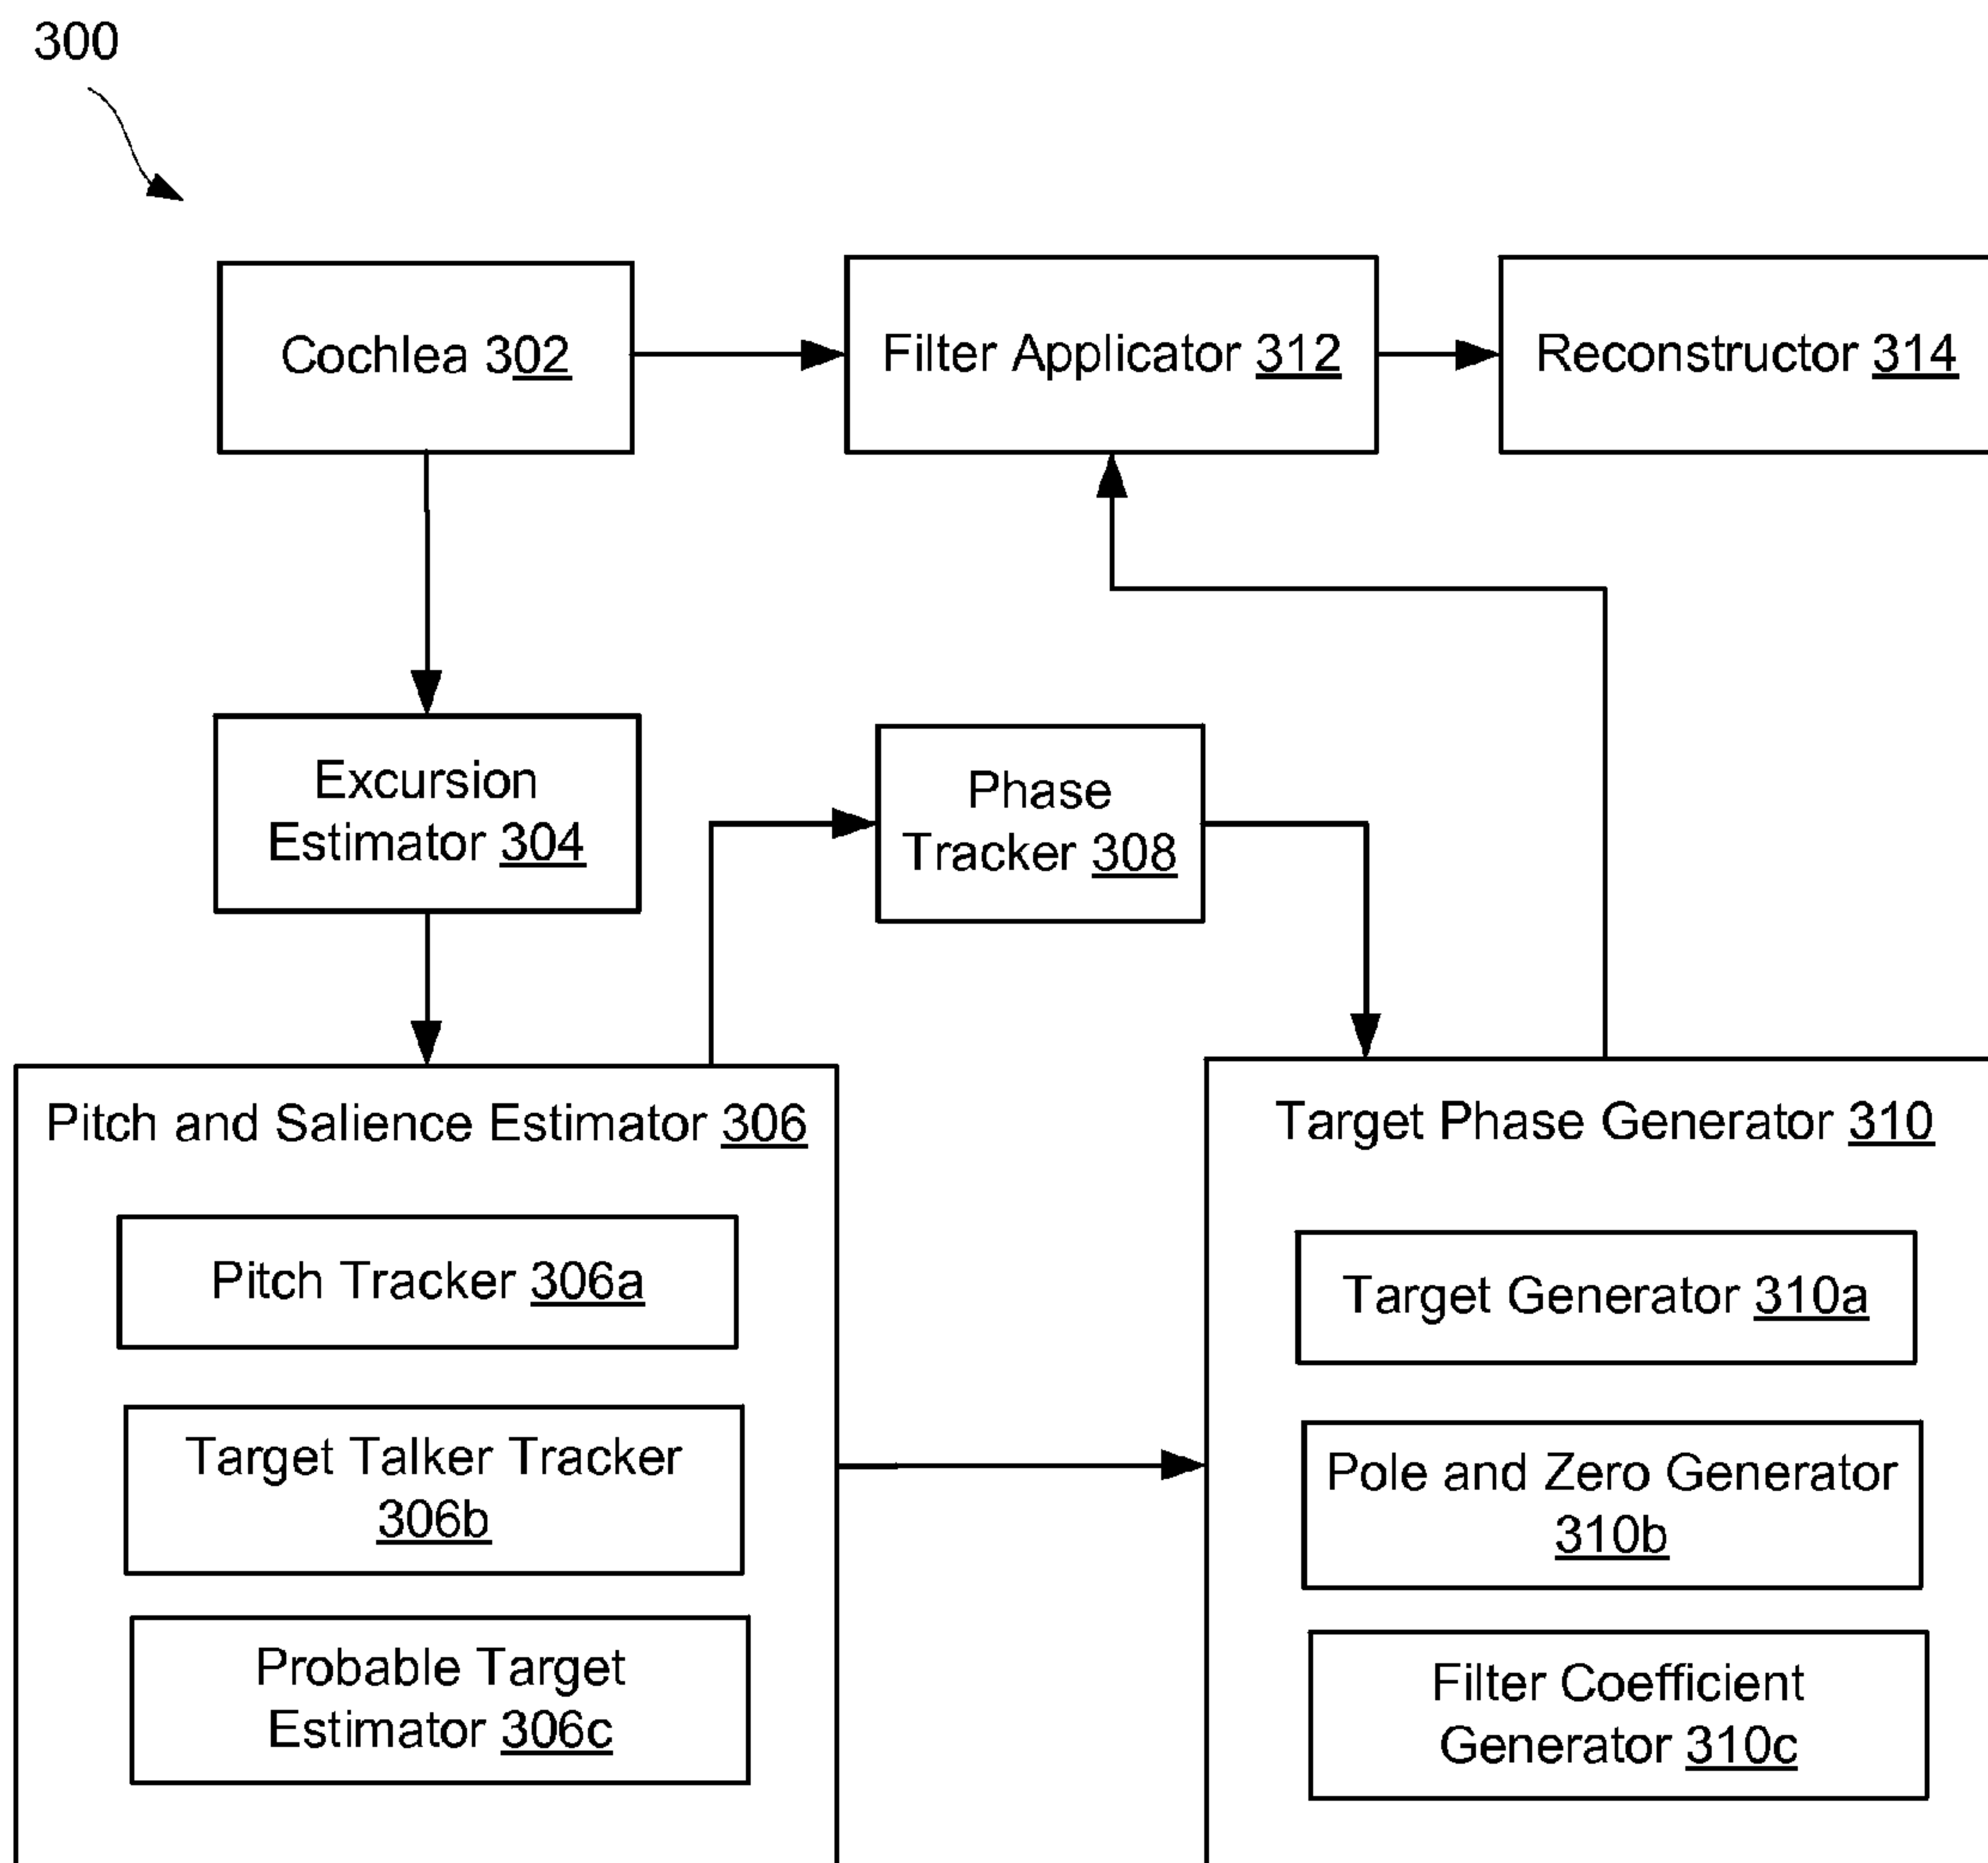 300
Cochlea 302
Filter Applicator 312
Reconstructor 314
Excursion
Estimator 304
Phase
Tracker 308
Pitch and Salience Estimator 306
Pitch Tracker 306a
Target Talker Tracker
306b
Probable Target
Estimator 306c
Target Phase Generator 310
Target Generator 310a
Pole and Zero Generator
310b
Filter Coefficient
Generator 310c